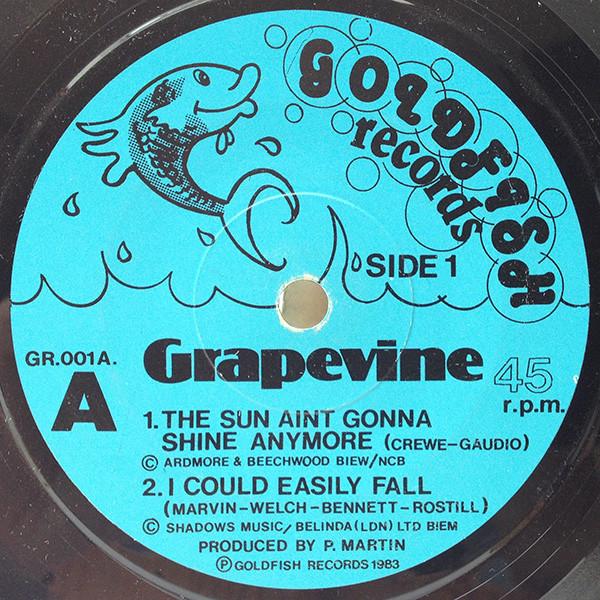 GOLDFISH
records
SIDE 1
GR.001A.
A
Grapevine
45
r.p.m.
1. THE SUN AINT GONNA
SHINE ANYMORE (CREWE-GAUDIO)
© ARDMORE & BEECHWOOD BIEW/NCB
2. I COULD EASILY FALL
(MARVIN-WELCH-BENNETT-ROSTILL)
© SHADOWS MUSIC/BELINDA (LDN) LTD BIEM
PRODUCED BY P. MARTIN
℗ GOLDFISH RECORDS 1983